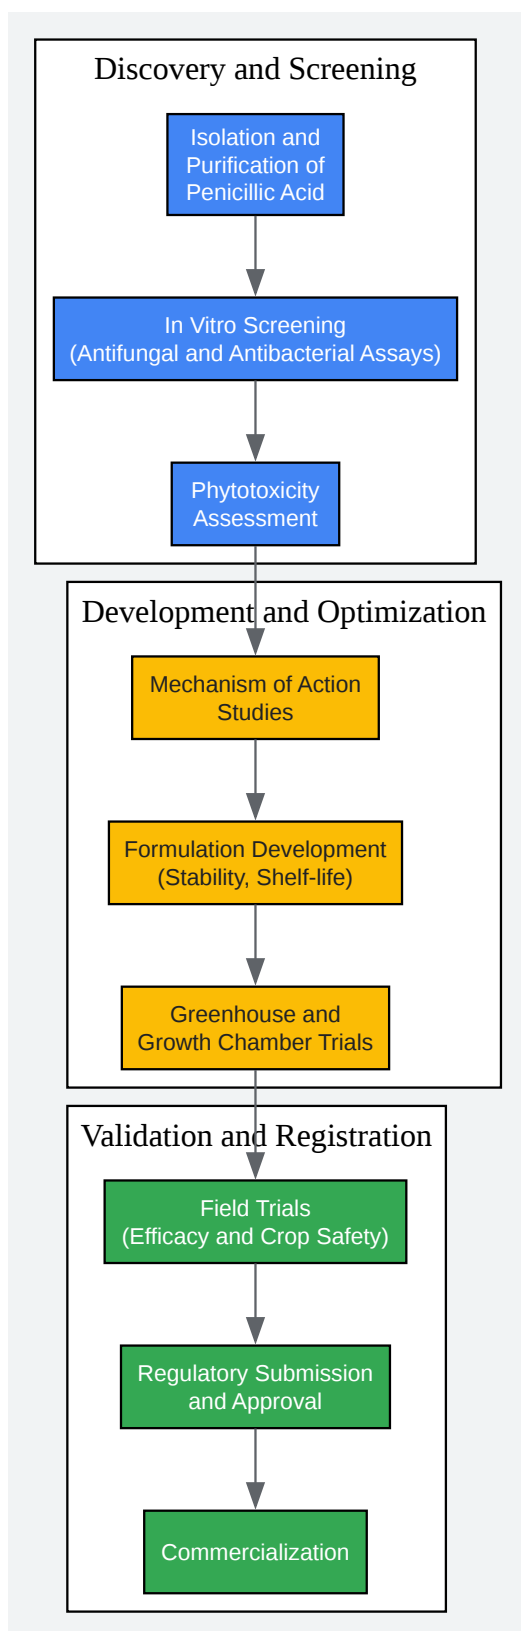 Discovery and Screening
Isolation and
Purification of
Penicillic Acid
In Vitro Screening
(Antifungal and Antibacterial Assays)
Phytotoxicity
Assessment
Development and Optimization
Mechanism of Action
Studies
Formulation Development
(Stability, Shelf-life)
Greenhouse and
Growth Chamber Trials
Validation and Registration
Field Trials
(Efficacy and Crop Safety)
Regulatory Submission
and Approval
Commercialization